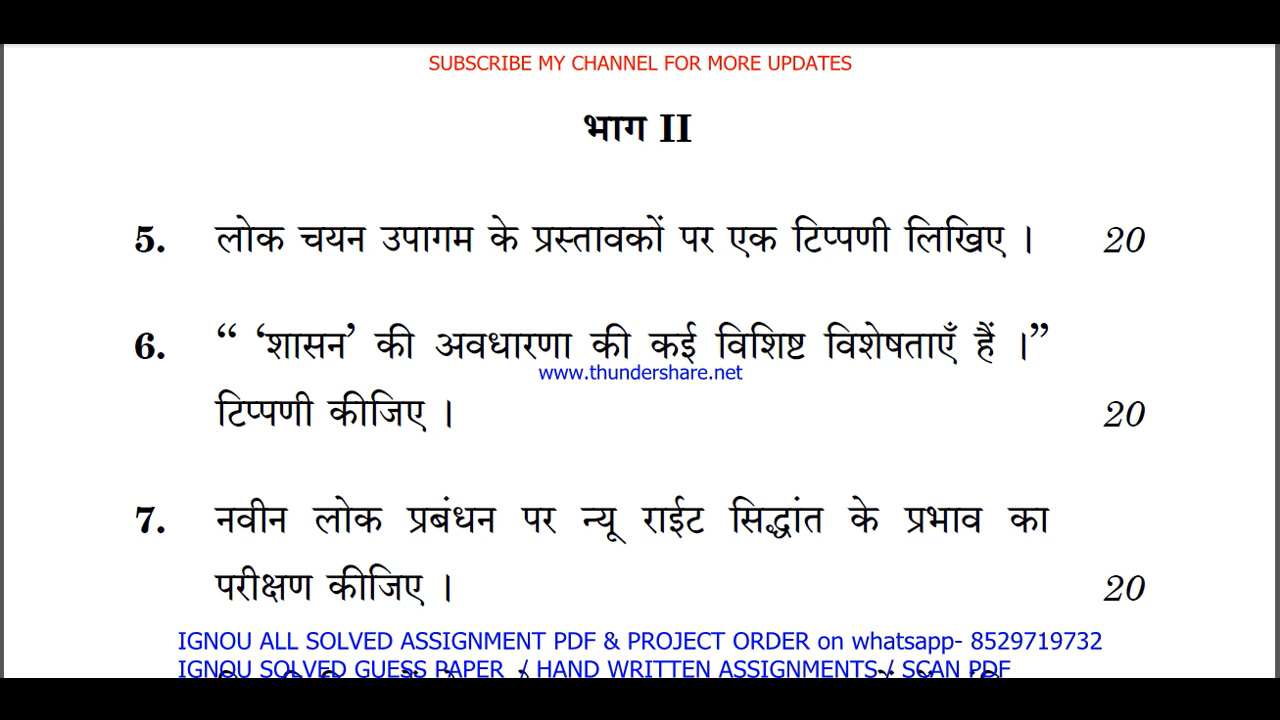 SUBSCRIBE MY CHANNEL FOR MORE UPDATES
भाग II
5. लोक चयन उपागम के प्रस्तावकों पर एक टिप्पणी लिखिए । 20
6. “ ‘शासन’ की अवधारणा की कई विशिष्ट विशेषताएँ हैं ।”
www.thundershare.net
टिप्पणी कीजिए । 20
7. नवीन लोक प्रबंधन पर न्यू राईट सिद्धांत के प्रभाव का
परीक्षण कीजिए । 20
IGNOU ALL SOLVED ASSIGNMENT PDF & PROJECT ORDER on whatsapp- 8529719732
IGNOU SOLVED GUESS PAPER / HAND WRITTEN ASSIGNMENTS / SCAN PDF